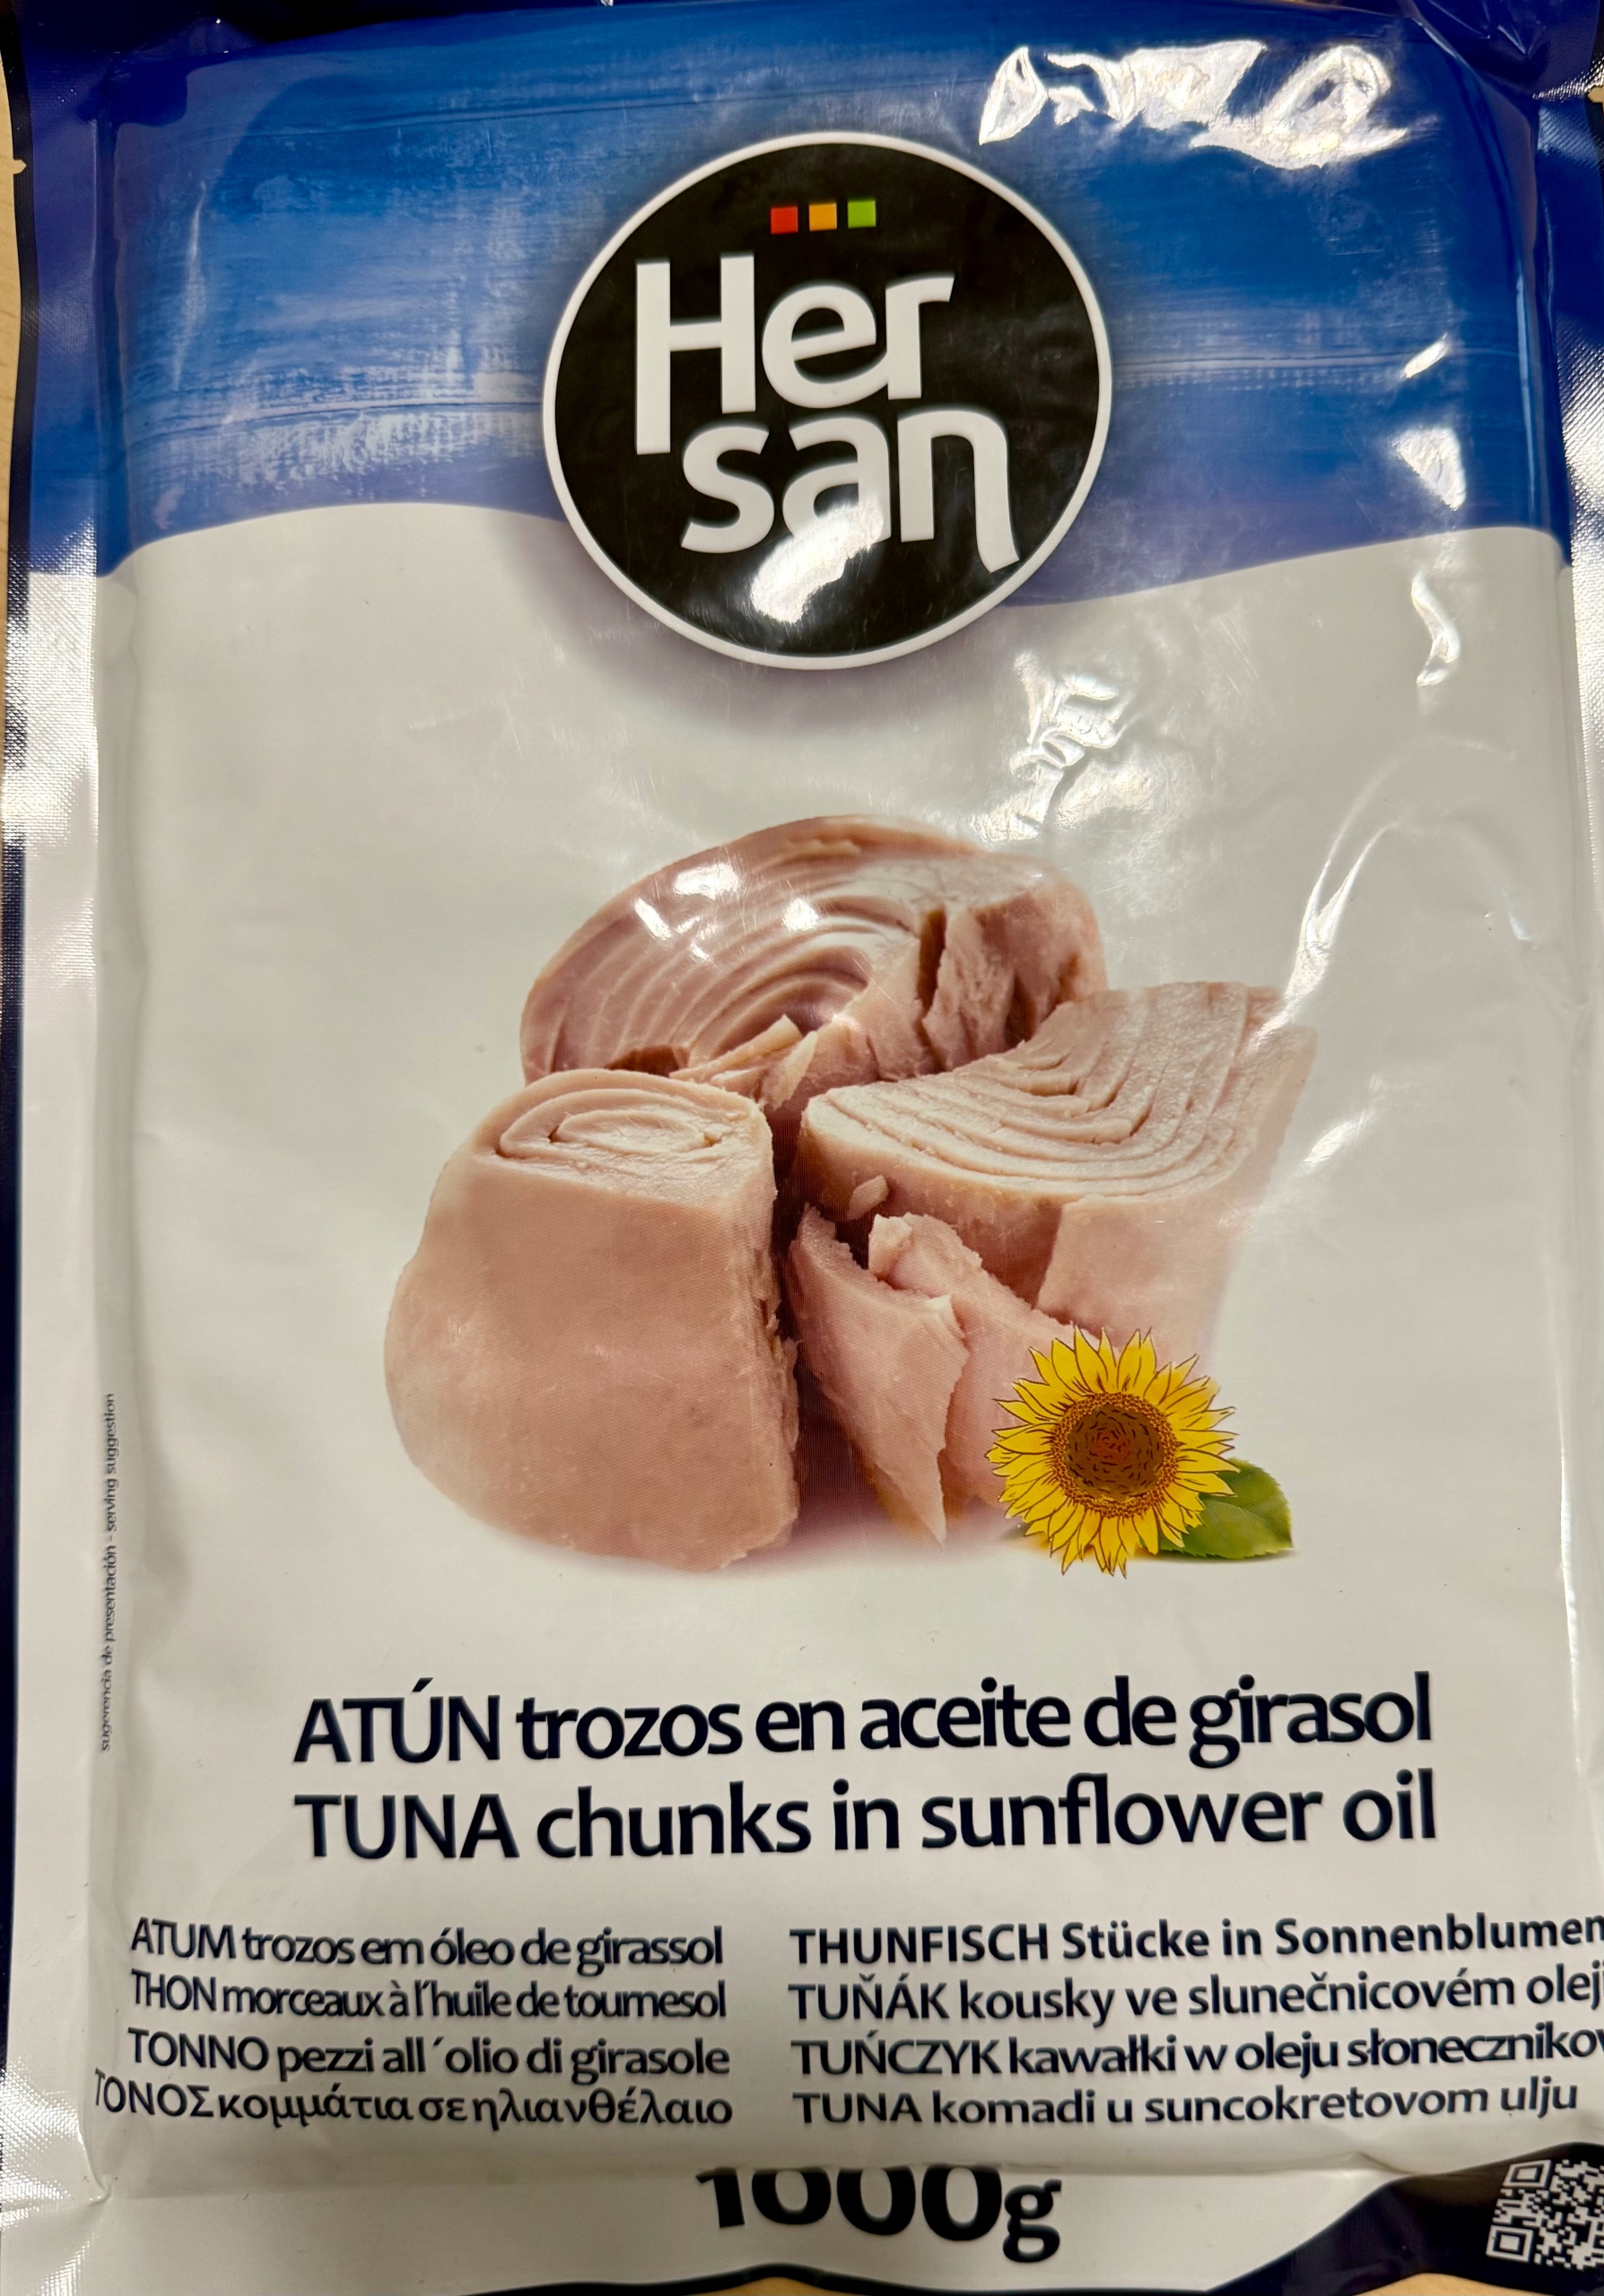 Her
san
sugerencia de presentación - serving suggestion
ATÚN trozos en aceite de girasol
TUNA chunks in sunflower oil
ATUM trozos em óleo de girassol
THON morceaux à l'huile de tournesol
TONNO pezzi all´olio di girasole
ΤΟΝΟΣ κομμάτια σε ηλιανθέλαιο
THUNFISCH Stücke in Sonnenblumen
TUŇÁK kousky ve slunečnicovém olej
TUŃCZYK kawałki w oleju słoneczniko
TUNA komadi u suncokretovom ulju
1000g